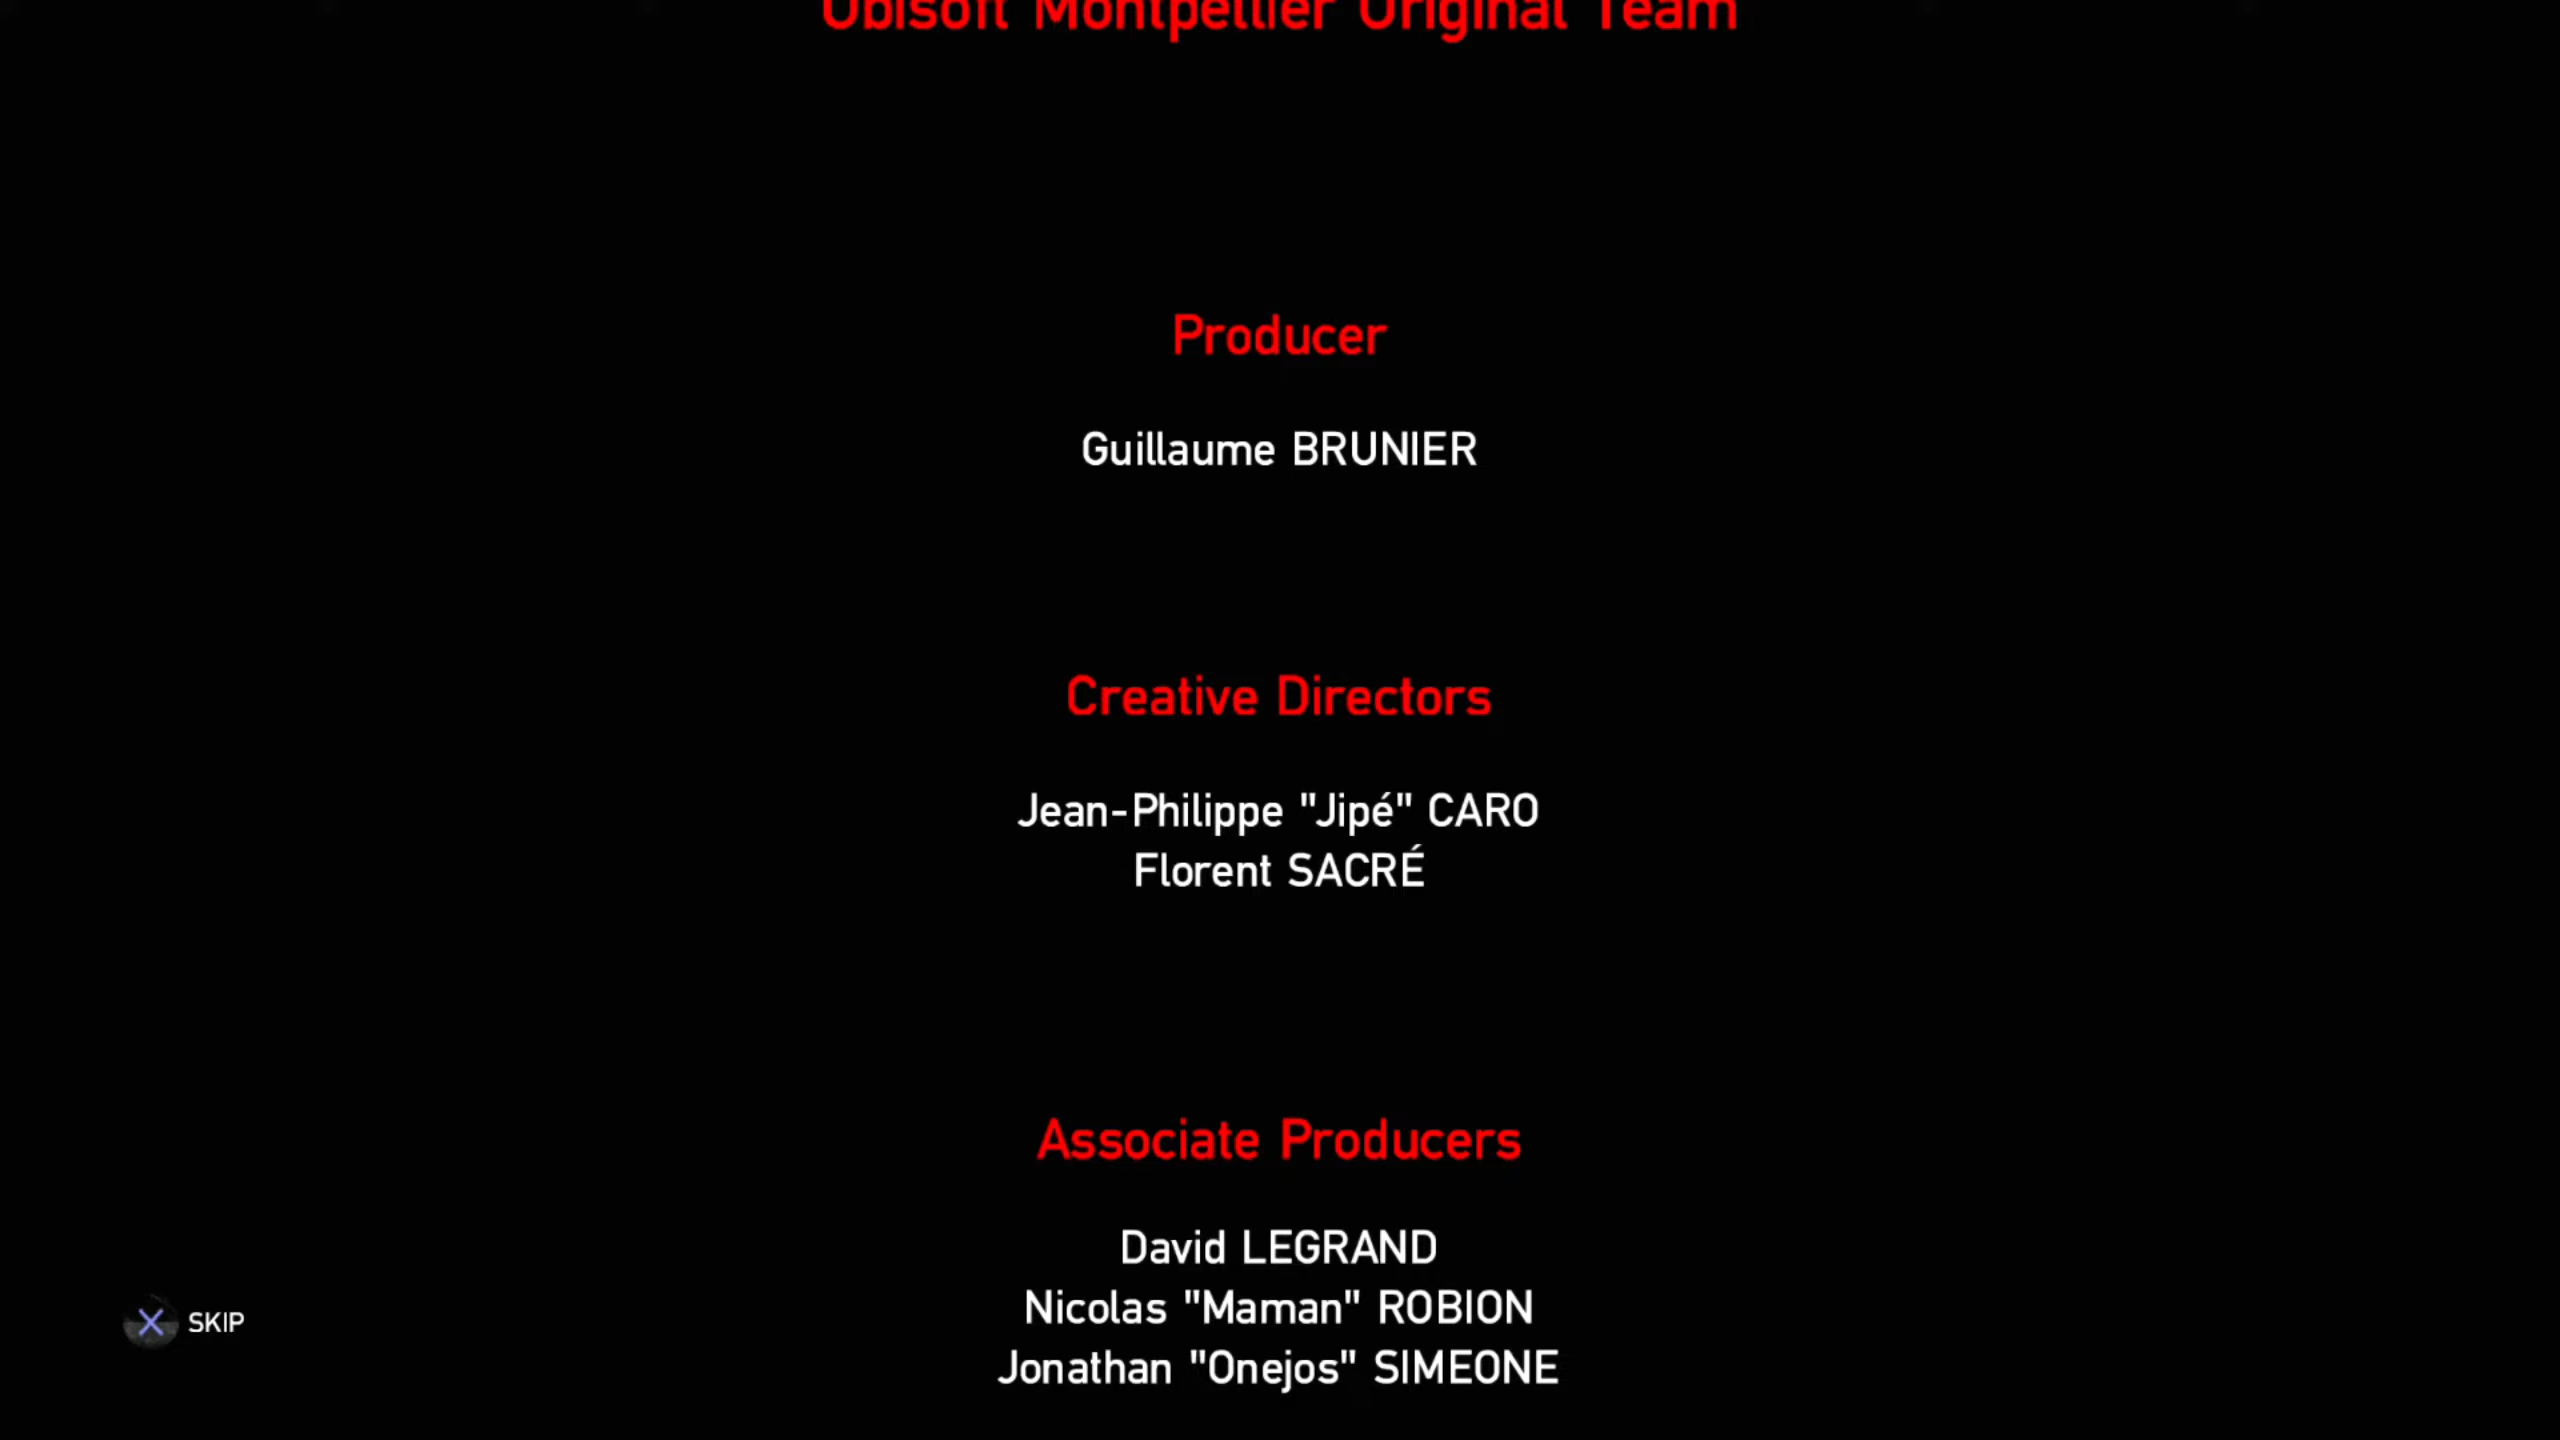 Ubisoft Montpellier Original Team
Producer
Guillaume BRUNIER
Creative Directors
Jean-Philippe "Jipé" CARO
Florent SACRÉ
Associate Producers
David LEGRAND
Nicolas "Maman" ROBION
Jonathan "Onejos" SIMEONE
SKIP